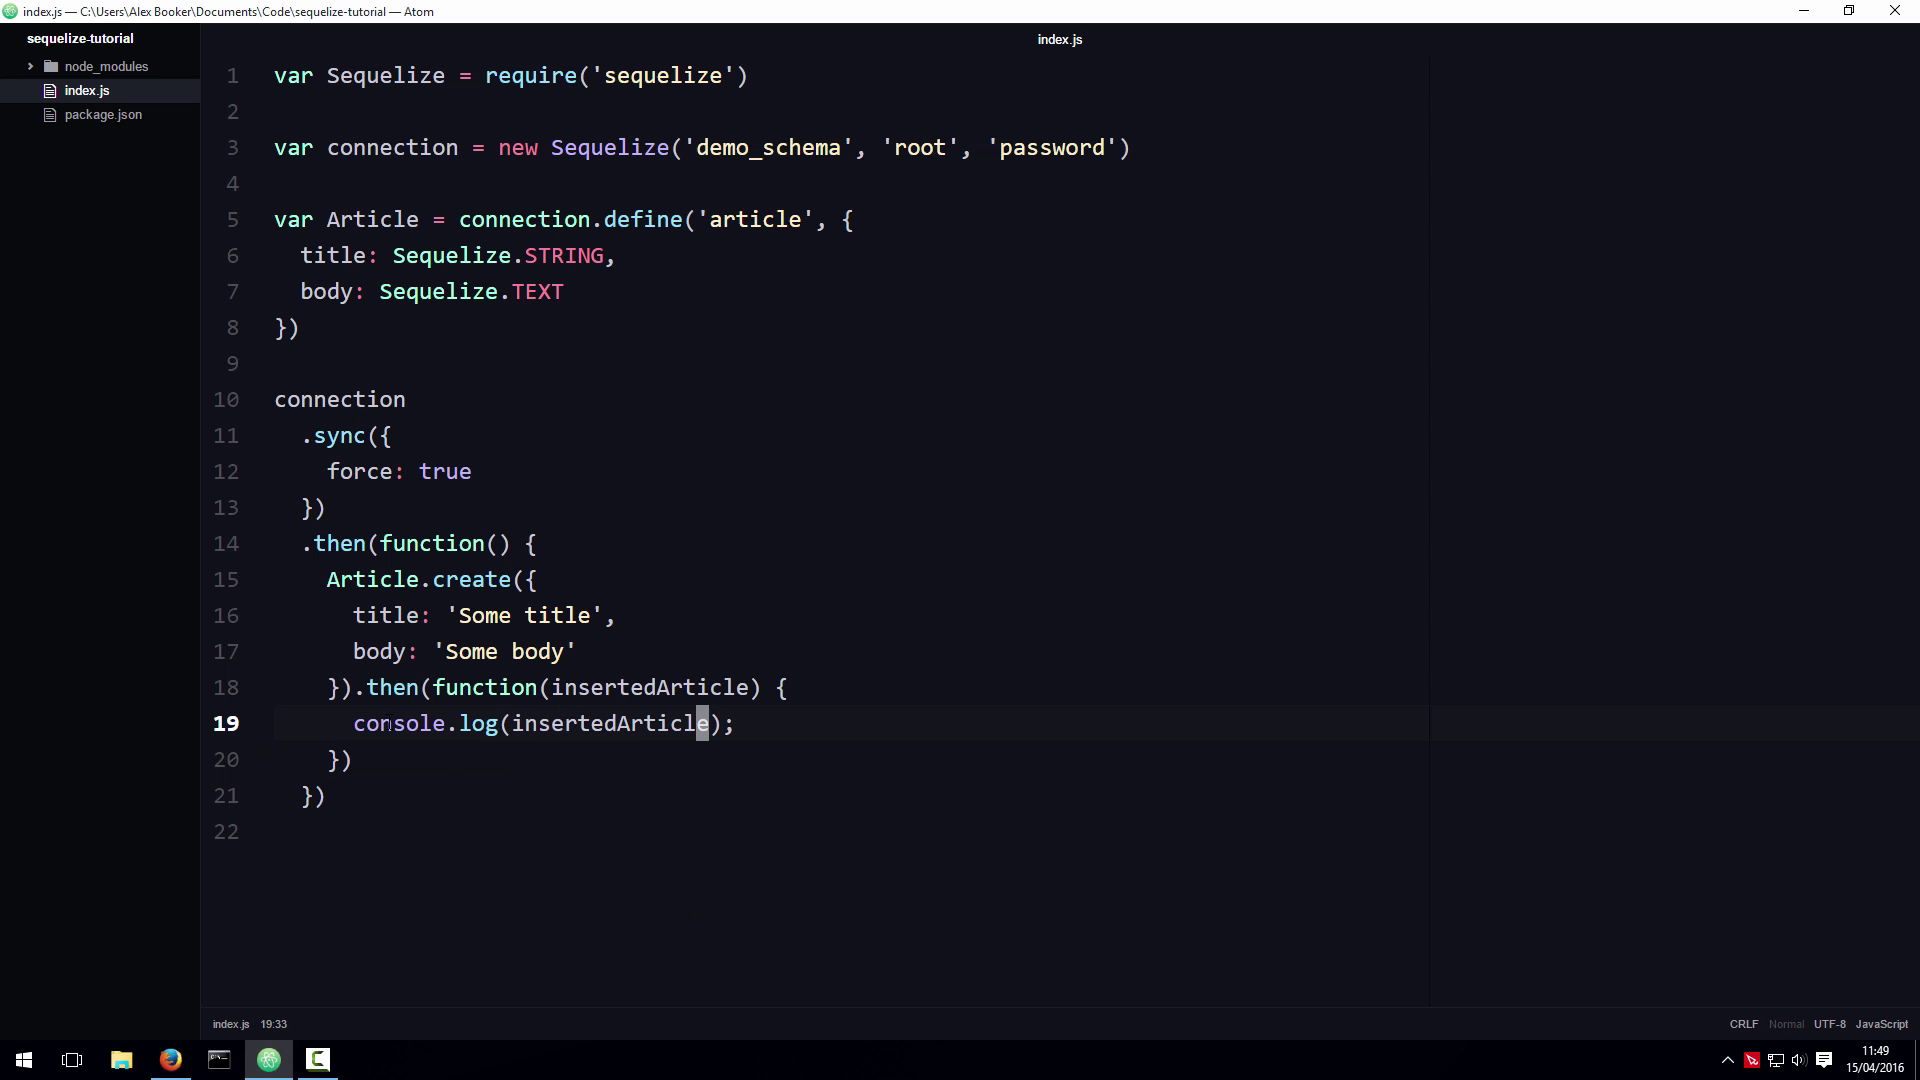 index.js — C:\Users\Alex Booker\Documents\Code\sequelize-tutorial — Atom
sequelize-tutorial
node_modules
index.js
package.json
index.js
1 var Sequelize = require('sequelize')
2
3 var connection = new Sequelize('demo_schema', 'root', 'password')
4
5 var Article = connection.define('article', {
6   title: Sequelize.STRING,
7   body: Sequelize.TEXT
8 })
9
10 connection
11   .sync({
12     force: true
13   })
14   .then(function() {
15     Article.create({
16       title: 'Some title',
17       body: 'Some body'
18     }).then(function(insertedArticle) {
19       console.log(insertedArticle);
20     })
21   })
22
index.js 19:33
CRLF Normal UTF-8 JavaScript
11:49
15/04/2016